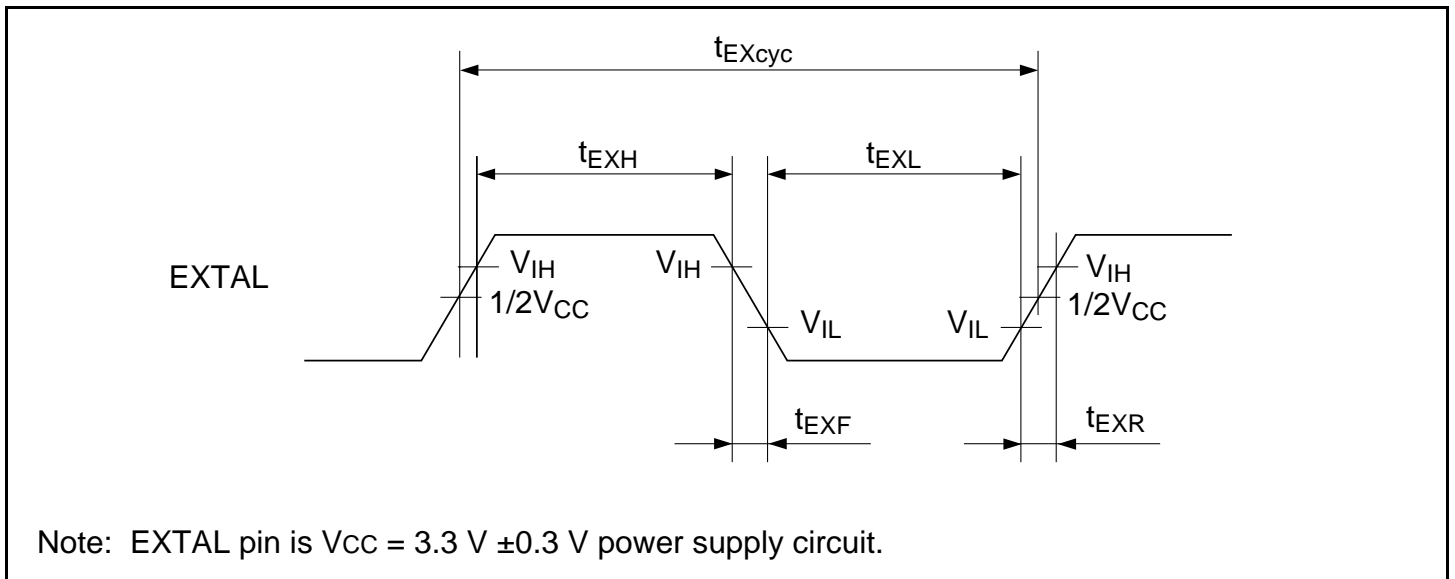 tEXcyc
tEXH tEXL
EXTAL
VIH VIH VIH
1/2VCC 1/2VCC
VIL VIL
tEXF tEXR
Note: EXTAL pin is VCC = 3.3 V ±0.3 V power supply circuit.